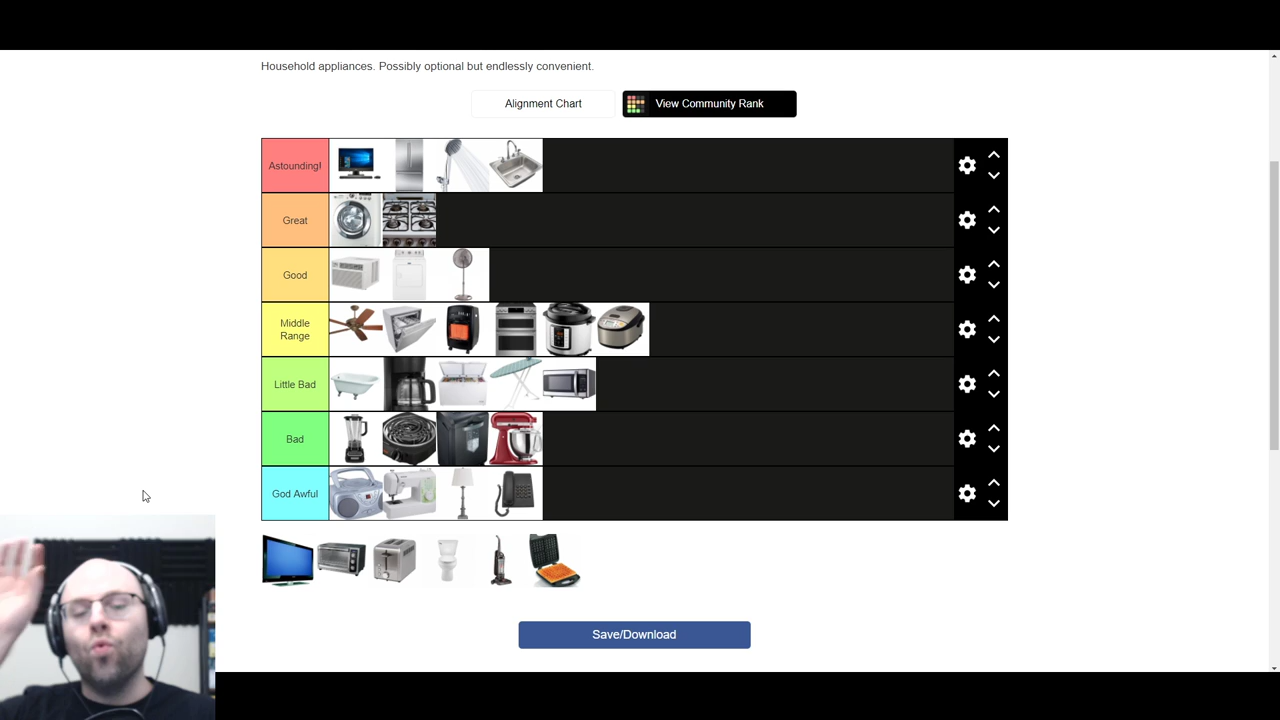 Household appliances. Possibly optional but endlessly convenient.
Alignment Chart
View Community Rank
Astounding!
Great
Good
Middle
Range
Little Bad
Bad
God Awful
Save/Download